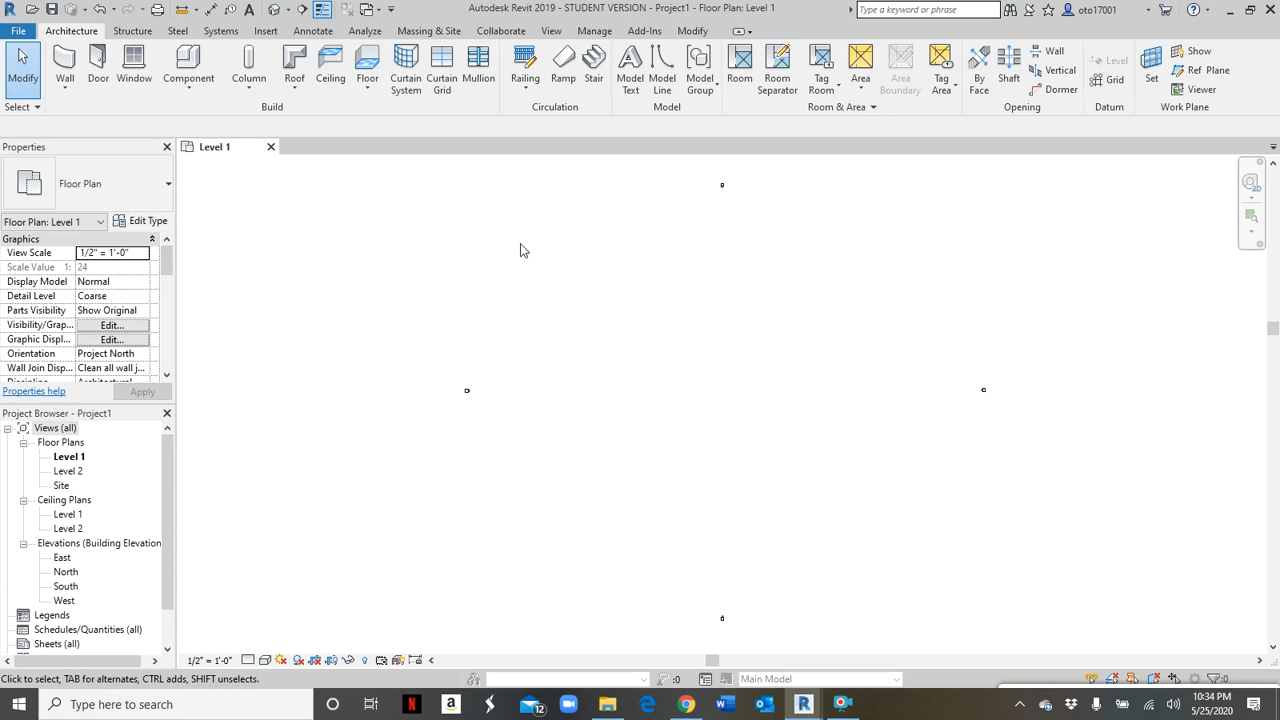 Autodesk Revit 2019 - STUDENT VERSION - Project1 - Floor Plan: Level 1
Type a keyword or phrase
oto17001
File Architecture Structure Steel Systems Insert Annotate Analyze Massing & Site Collaborate View Manage Add-Ins Modify
Modify Wall Door Window Component Column Roof Ceiling Floor Curtain System Curtain Grid Mullion Railing Ramp Stair Model Text Model Line Model Group Room Room Separator Tag Room Area Area Boundary Tag Area By Face Shaft Wall Vertical Dormer Level Grid Set Show Ref Plane Viewer
Select Build Circulation Model Room & Area Opening Datum Work Plane
Properties
Level 1
Floor Plan
Floor Plan: Level 1 Edit Type
Graphics
View Scale 1/2" = 1'-0"
Scale Value 1: 24
Display Model Normal
Detail Level Coarse
Parts Visibility Show Original
Visibility/Grap... Edit...
Graphic Displ... Edit...
Orientation Project North
Wall Join Disp... Clean all wall j...
Properties help Apply
Project Browser - Project1
Views (all)
Floor Plans
Level 1
Level 2
Site
Ceiling Plans
Level 1
Level 2
Elevations (Building Elevation
East
North
South
West
Legends
Schedules/Quantities (all)
Sheets (all)
2D
1/2" = 1'-0"
Click to select, TAB for alternates, CTRL adds, SHIFT unselects.
:0 Main Model :0
Type here to search
12
10:34 PM
5/25/2020